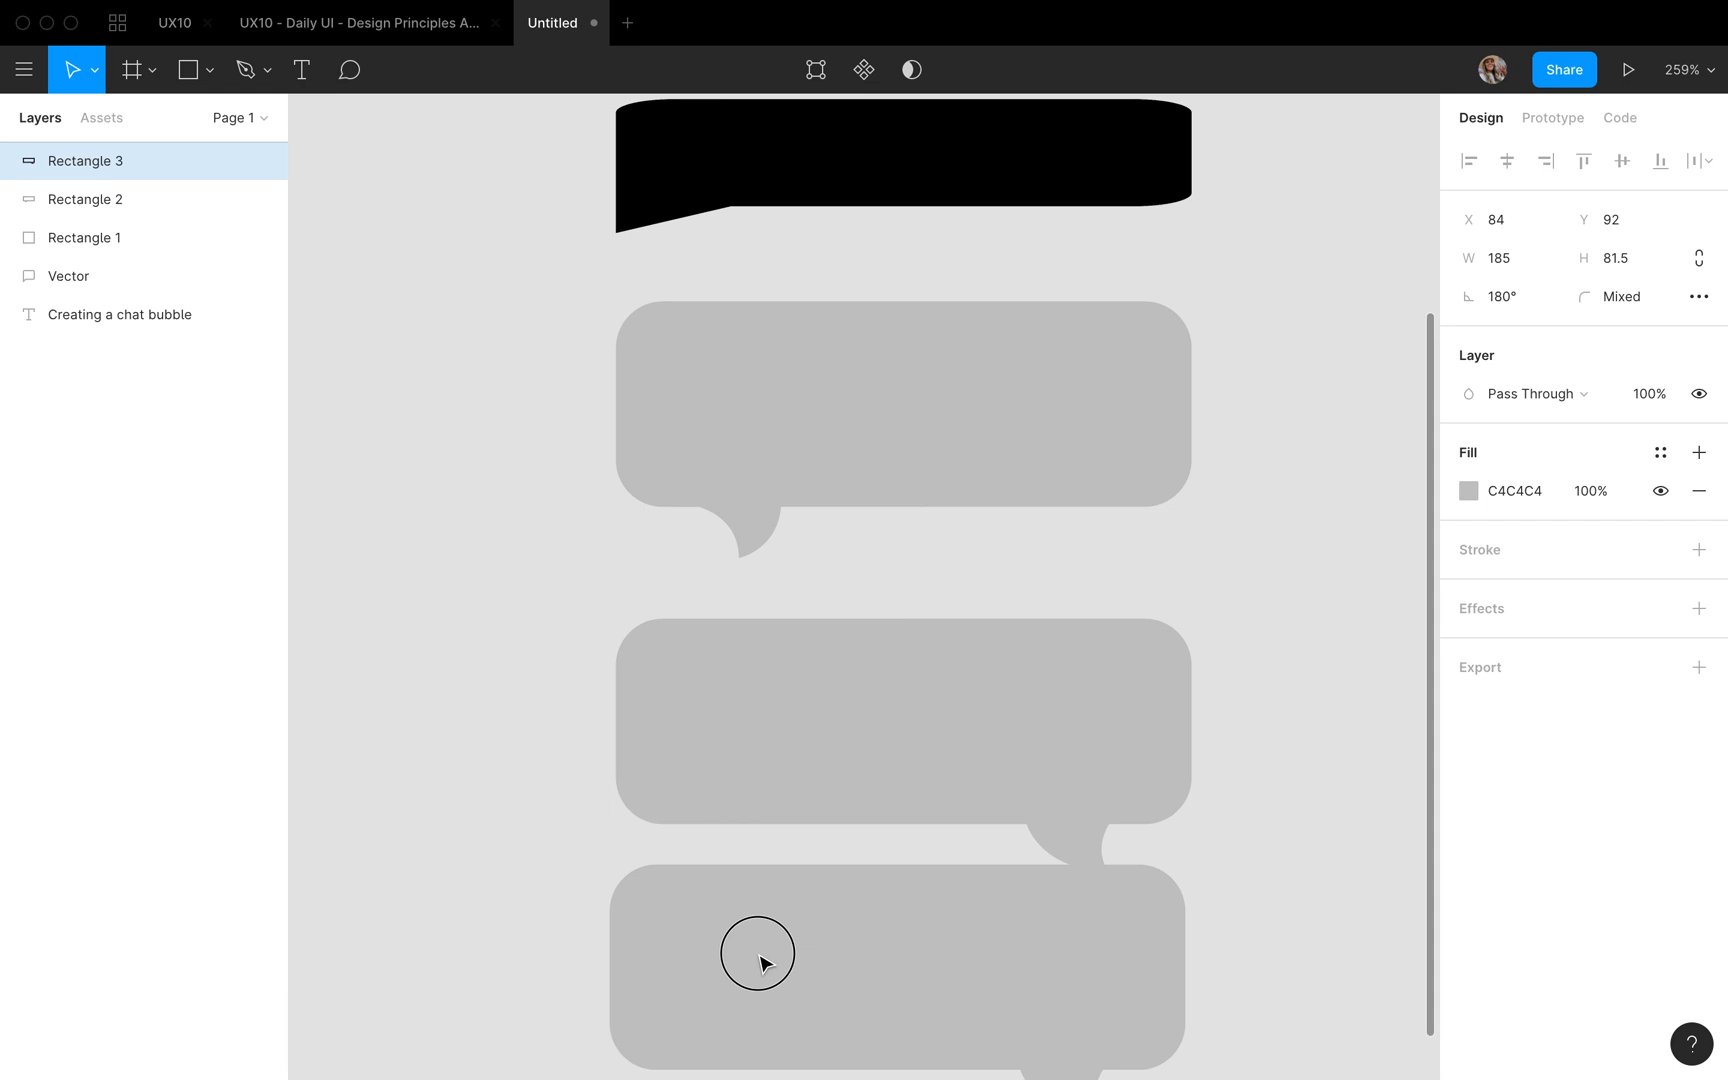 UX10
UX10 - Daily UI - Design Principles A...
Untitled
Share
259%
Layers
Assets
Page 1
Rectangle 3
Rectangle 2
Rectangle 1
Vector
Creating a chat bubble
Design
Prototype
Code
X 84
Y 92
W 185
H 81.5
180°
Mixed
Layer
Pass Through
100%
Fill
C4C4C4
100%
Stroke
Effects
Export
?